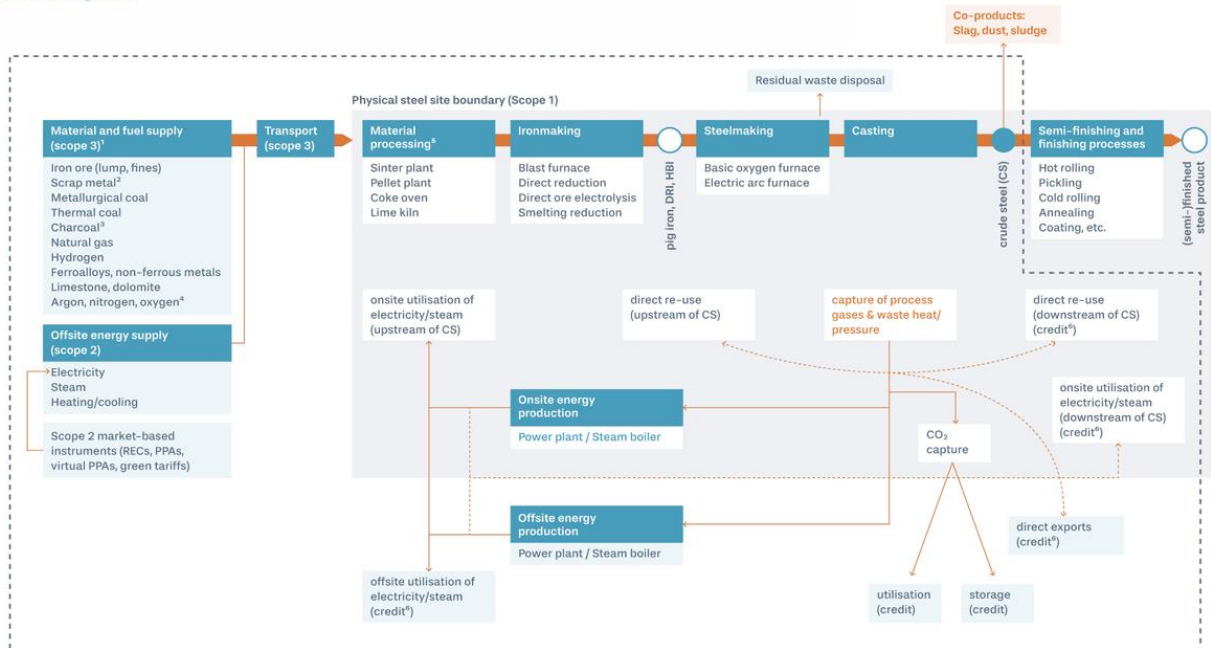 Co-products:
Slag, dust, sludge
Residual waste disposal
Physical steel site boundary (Scope 1)
Material and fuel supply
(scope 3)¹
Iron ore (lump, fines)
Scrap metal²
Metallurgical coal
Thermal coal
Charcoal³
Natural gas
Hydrogen
Ferroalloys, non-ferrous metals
Limestone, dolomite
Argon, nitrogen, oxygen⁴
Transport
(scope 3)
Material
processing⁵
Sinter plant
Pellet plant
Coke oven
Lime kiln
Ironmaking
Blast furnace
Direct reduction
Direct ore electrolysis
Smelting reduction
pig iron, DRI, HBI
Steelmaking
Basic oxygen furnace
Electric arc furnace
Casting
crude steel (CS)
Semi-finishing and
finishing processes
Hot rolling
Pickling
Cold rolling
Annealing
Coating, etc.
(semi-)finished
steel product
Offsite energy supply
(scope 2)
Electricity
Steam
Heating/cooling
Scope 2 market-based
instruments (RECs, PPAs,
virtual PPAs, green tariffs)
onsite utilisation of
electricity/steam
(upstream of CS)
direct re-use
(upstream of CS)
capture of process
gases & waste heat/
pressure
direct re-use
(downstream of CS)
(credit⁶)
Onsite energy
production
Power plant / Steam boiler
onsite utilisation of
electricity/steam
(downstream of CS)
(credit⁶)
CO₂
capture
Offsite energy
production
Power plant / Steam boiler
direct exports
(credit⁶)
offsite utilisation of
electricity/steam
(credit⁶)
utilisation
(credit)
storage
(credit)